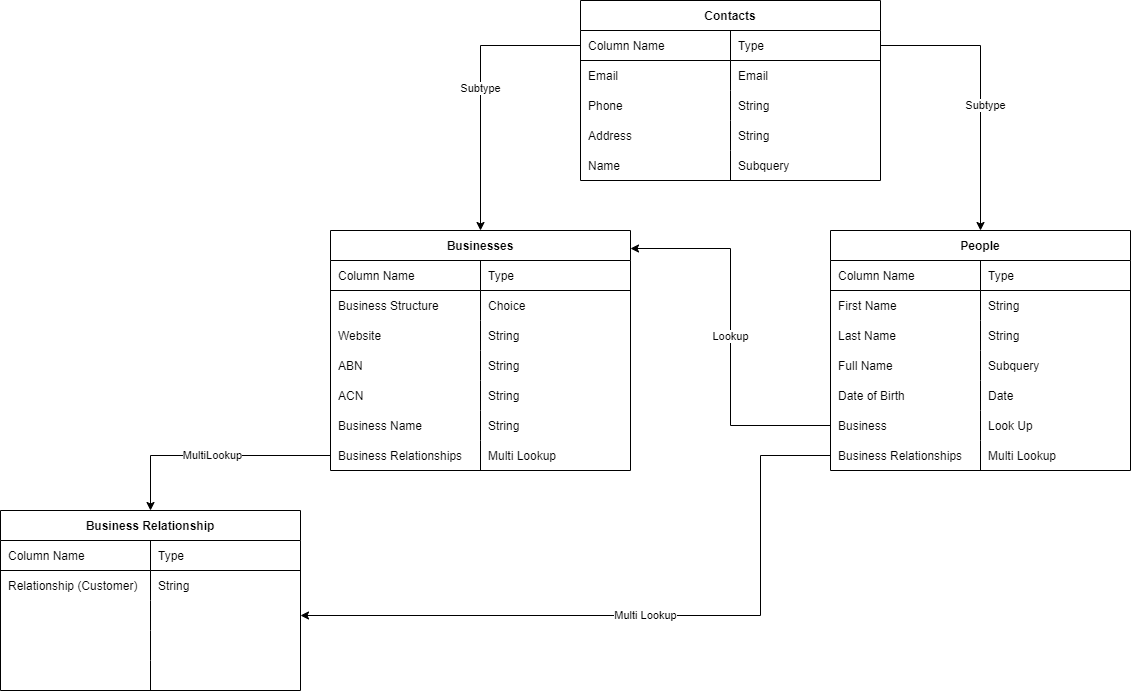 Contacts
Column Name Type
Email Email
Phone String
Address String
Name Subquery
Subtype
Subtype
Businesses
Column Name Type
Business Structure Choice
Website String
ABN String
ACN String
Business Name String
Business Relationships Multi Lookup
Lookup
People
Column Name Type
First Name String
Last Name String
Full Name Subquery
Date of Birth Date
Business Look Up
Business Relationships Multi Lookup
MultiLookup
Business Relationship
Column Name Type
Relationship (Customer) String
Multi Lookup